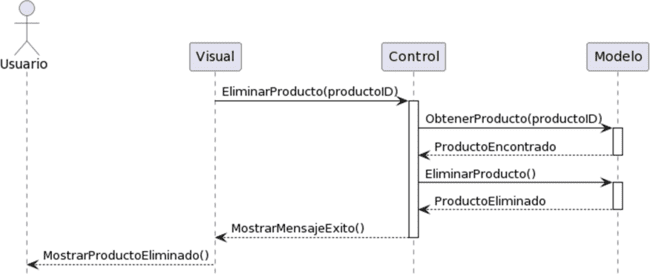 Usuario
Visual
Control
Modelo
EliminarProducto(productoID)
ObtenerProducto(productoID)
ProductoEncontrado
EliminarProducto()
ProductoEliminado
MostrarMensajeExito()
MostrarProductoEliminado()